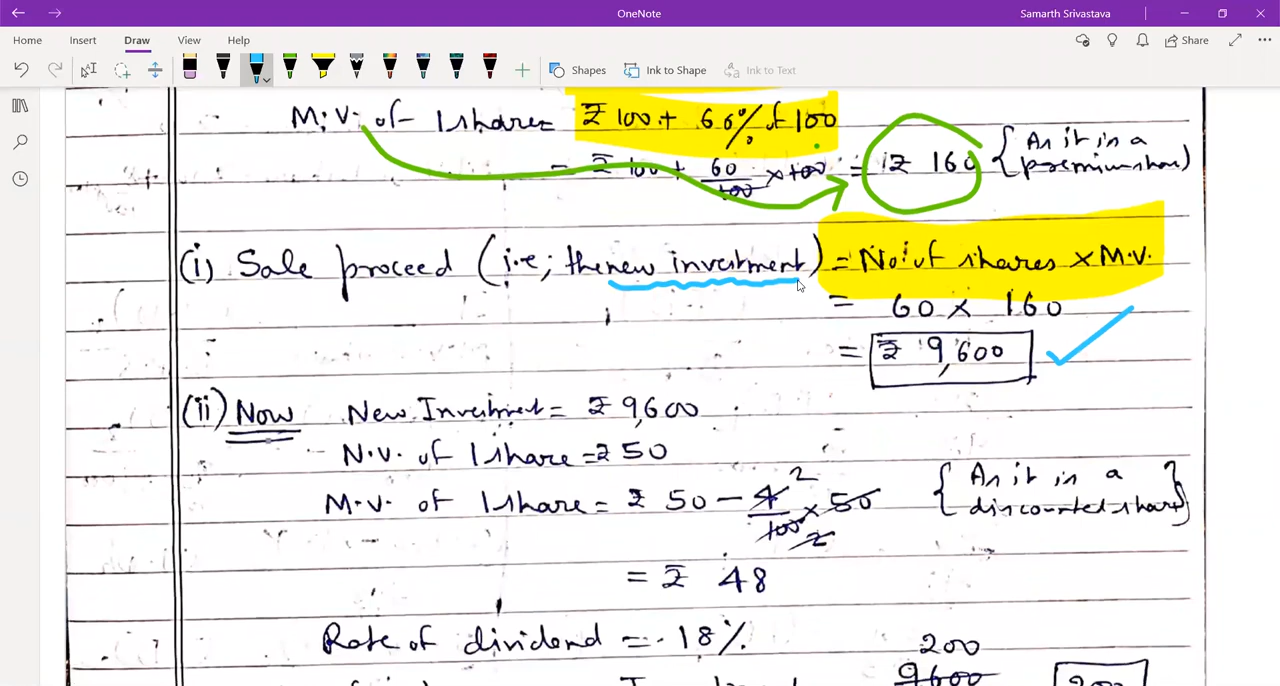 OneNote
Samarth Srivastava
Home Insert Draw View Help
Share
Shapes Ink to Shape Ink to Text
M.V. of 1 share = ₹ 100 + 60% of 100
= ₹ 100 + 60/100 × 100 = ₹ 160 { As it is a premium share }
(i) Sale proceed (i.e; the new investment) = No. of shares × M.V.
= 60 × 160
= ₹ 9,600
(ii) Now New Investment = ₹ 9,600
N.V. of 1 share = ₹ 50
M.V. of 1 share = ₹ 50 - 4/100 × 50 { As it is a discounted share }
2
2
= ₹ 48
Rate of dividend = 18%
200
9600
200